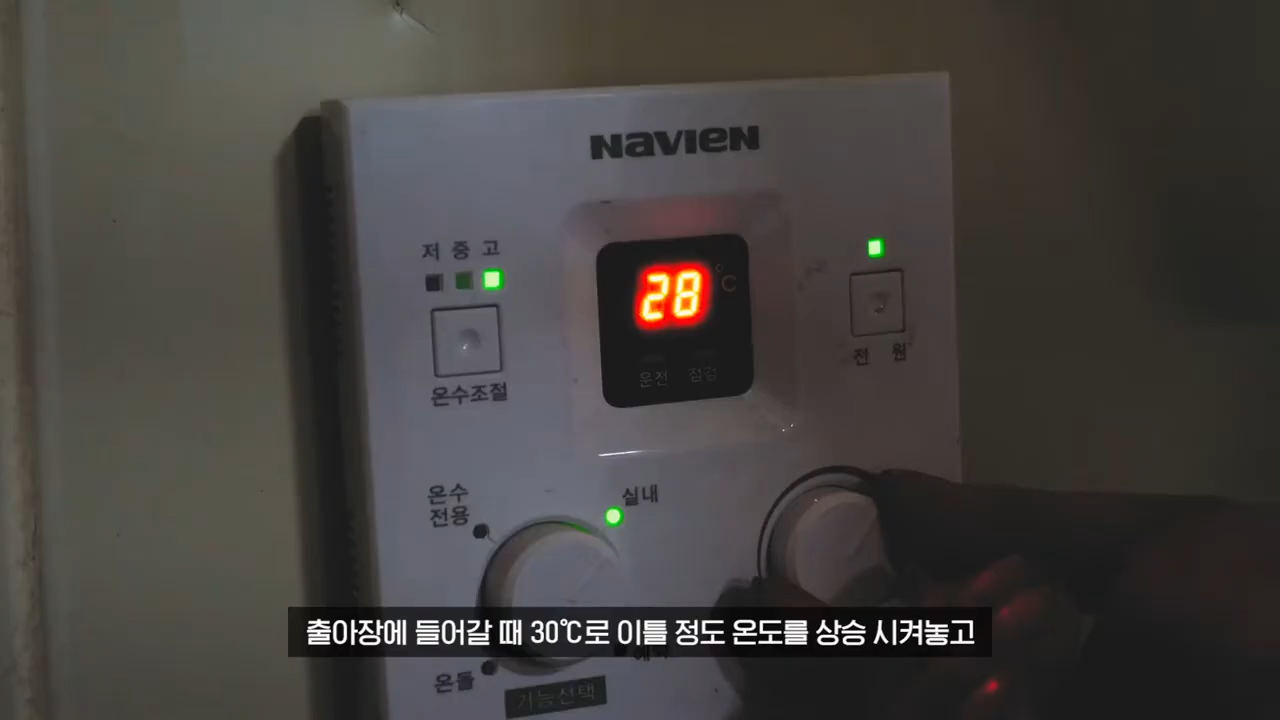 NAVIEN
저 중 고
28 °C
운전 점검
온수조절
전 원
온수
전용
실내
출아장에 들어갈 때 30℃로 이틀 정도 온도를 상승 시켜놓고
온돌
기능선택